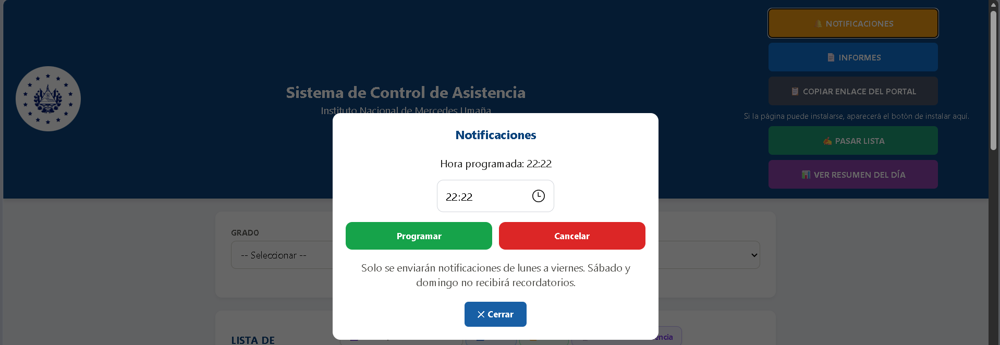 NOTIFICACIONES
INFORMES
COPIAR ENLACE DEL PORTAL
Si la página puede instalarse, aparecerá el botón de instalar aquí.
PASAR LISTA
VER RESUMEN DEL DÍA
Sistema de Control de Asistencia
Instituto Nacional de Mercedes Umaña
Notificaciones
Hora programada: 22:22
22:22
Programar
Cancelar
Solo se enviarán notificaciones de lunes a viernes. Sábado y
domingo no recibirá recordatorios.
Cerrar
GRADO
-- Seleccionar --
LISTA DE